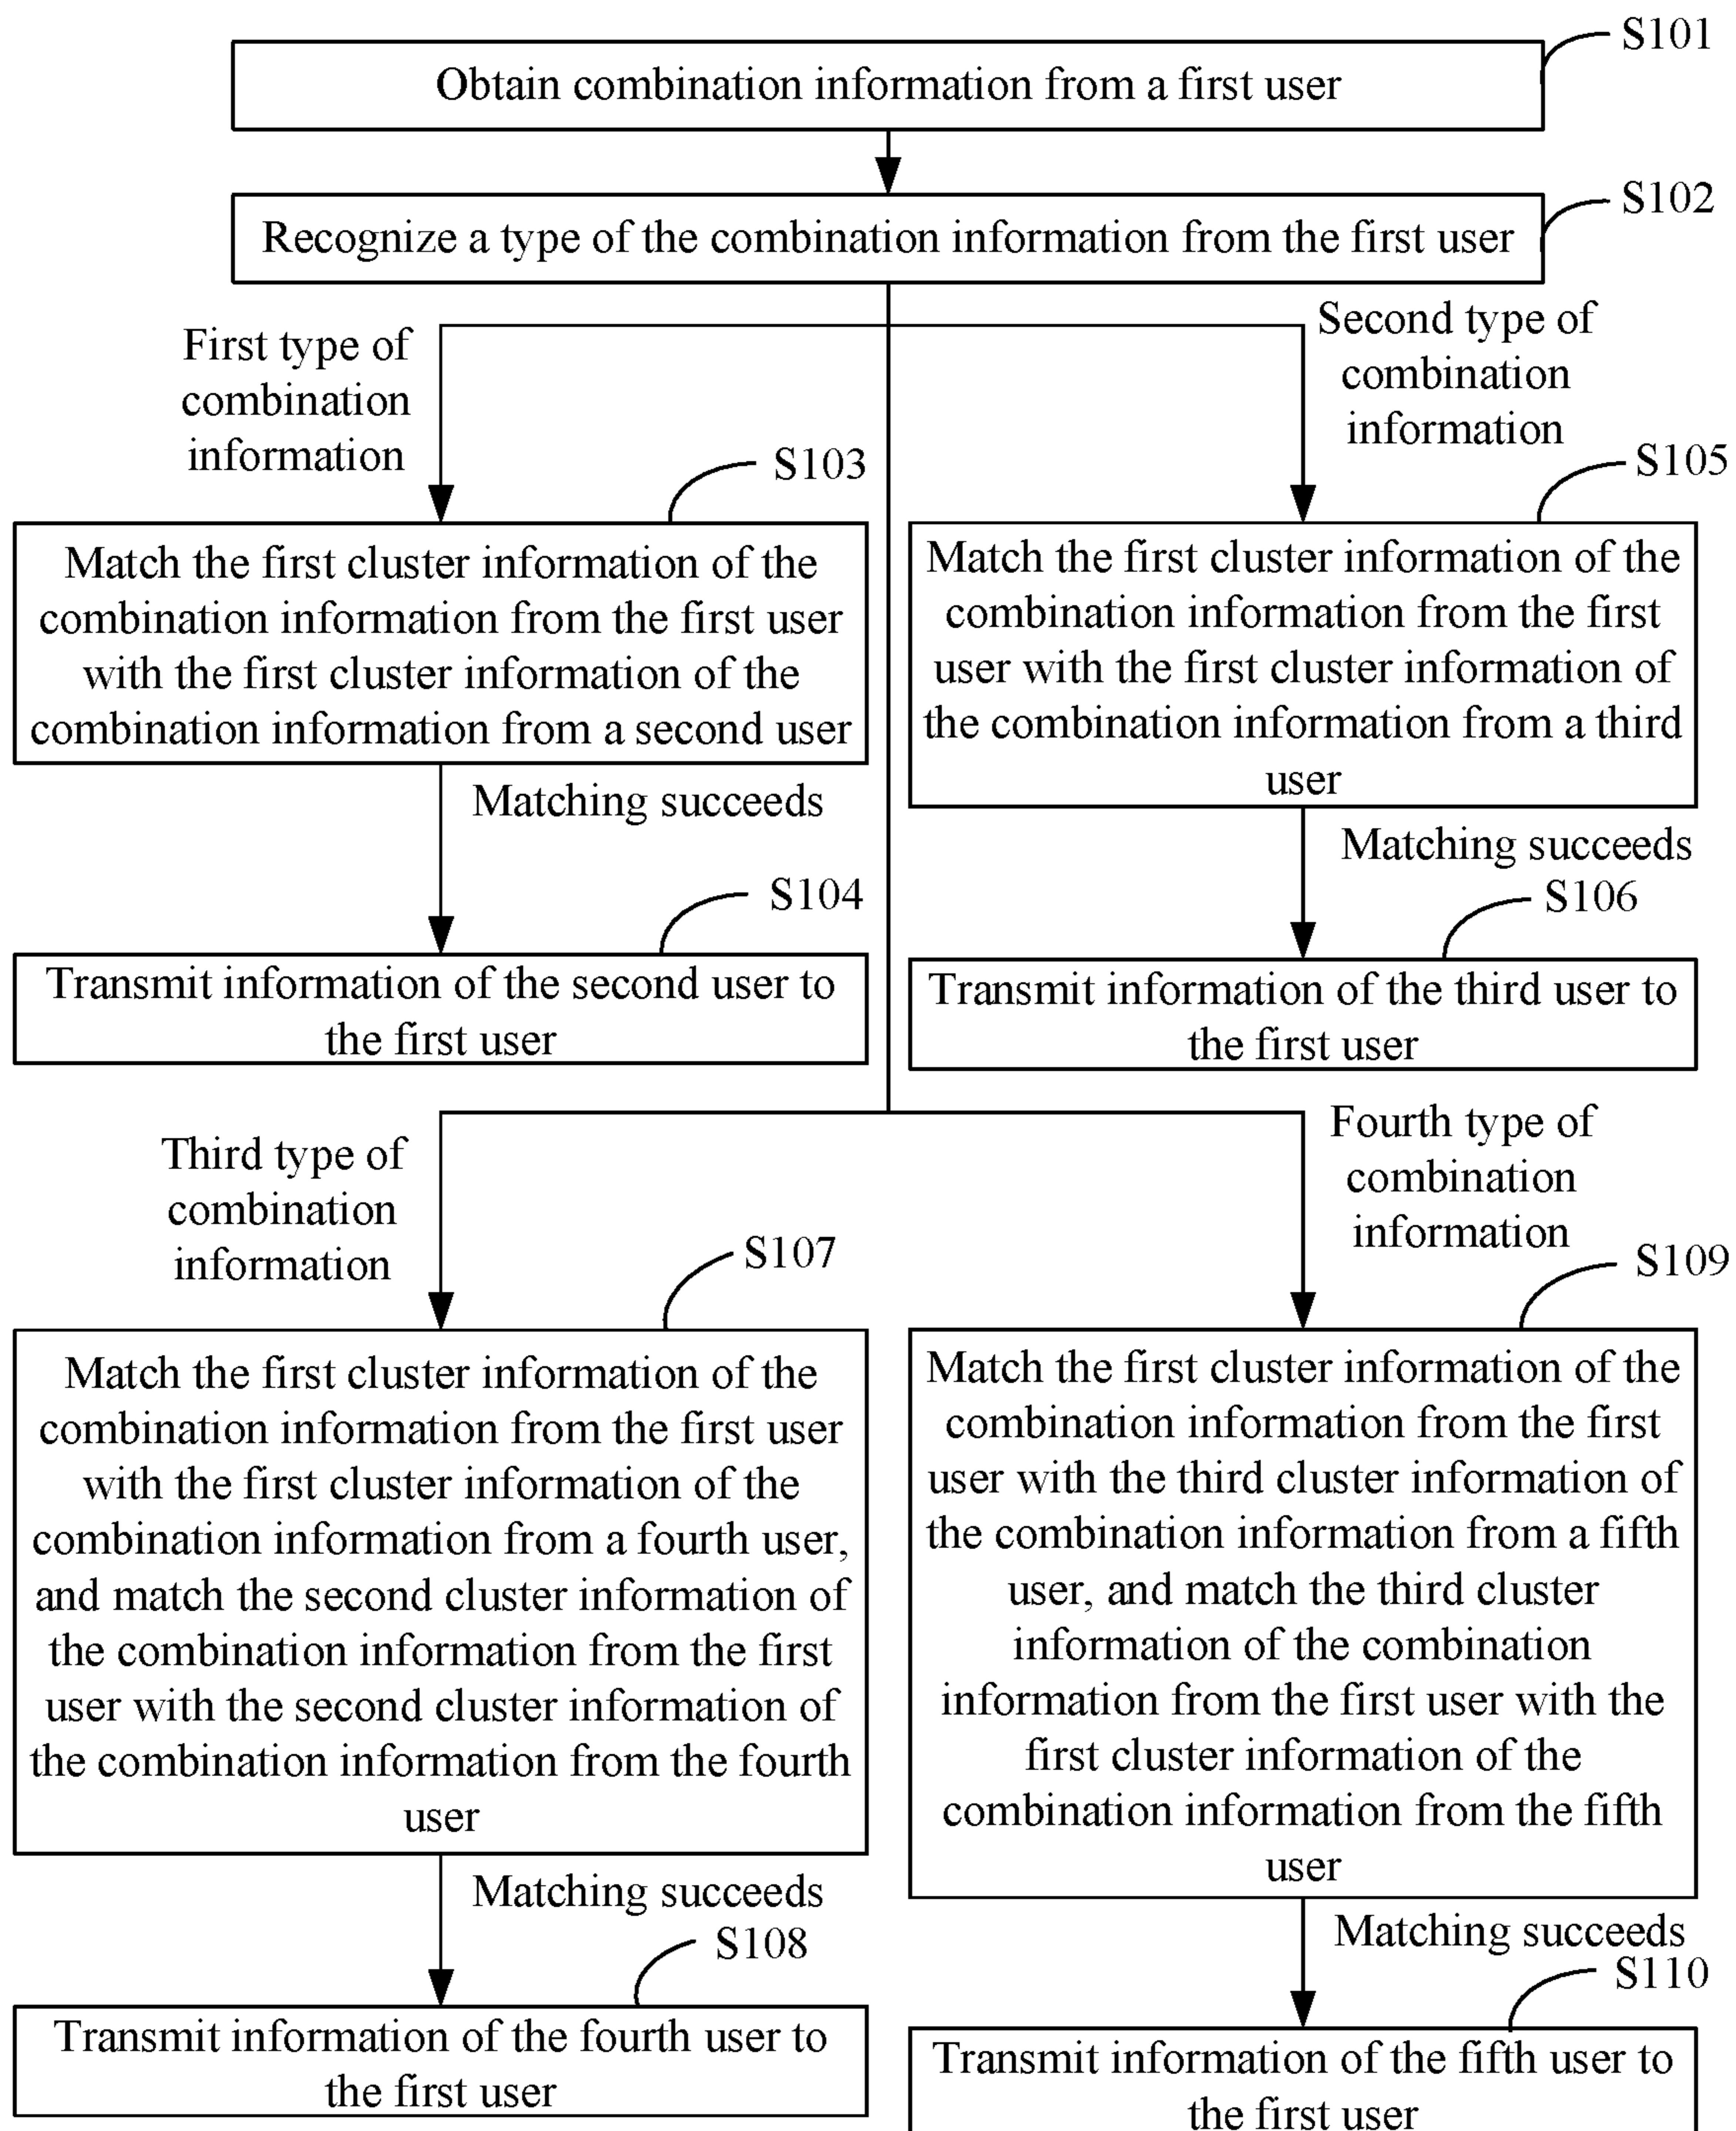 S101
Obtain combination information from a first user
S102
Recognize a type of the combination information from the first user
First type of
combination
information
Second type of
combination
information
S103
Match the first cluster information of the
combination information from the first user
with the first cluster information of the
combination information from a second user
S105
Match the first cluster information of the
combination information from the first
user with the first cluster information of
the combination information from a third
user
Matching succeeds
Matching succeeds
S104
Transmit information of the second user to
the first user
S106
Transmit information of the third user to
the first user
Third type of
combination
information
Fourth type of
combination
information
S107
Match the first cluster information of the
combination information from the first user
with the first cluster information of the
combination information from a fourth user,
and match the second cluster information of
the combination information from the first
user with the second cluster information of
the combination information from the fourth
user
S109
Match the first cluster information of the
combination information from the first
user with the third cluster information of
the combination information from a fifth
user, and match the third cluster
information of the combination
information from the first user with the
first cluster information of the
combination information from the fifth
user
Matching succeeds
S108
Transmit information of the fourth user to
the first user
Matching succeeds
S110
Transmit information of the fifth user to
the first user